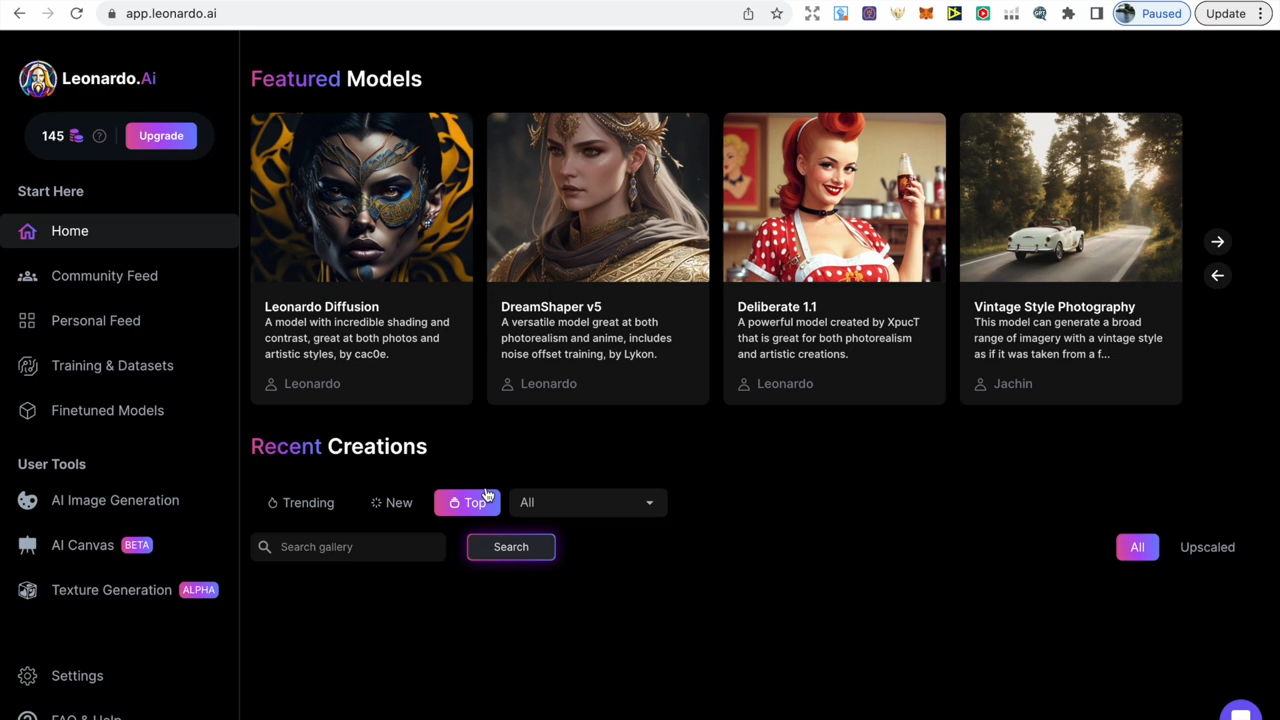 app.leonardo.ai
GPT
Paused
Update
Leonardo.Ai
145
Upgrade
Start Here
Home
Community Feed
Personal Feed
Training & Datasets
Finetuned Models
User Tools
AI Image Generation
AI Canvas BETA
Texture Generation ALPHA
Settings
FAQ & Help
Featured Models
Leonardo Diffusion
A model with incredible shading and
contrast, great at both photos and
artistic styles, by cac0e.
Leonardo
DreamShaper v5
A versatile model great at both
photorealism and anime, includes
noise offset training, by Lykon.
Leonardo
Deliberate 1.1
A powerful model created by XpucT
that is great for both photorealism
and artistic creations.
Leonardo
Vintage Style Photography
This model can generate a broad
range of imagery with a vintage style
as if it was taken from a f...
Jachin
Recent Creations
Trending
New
Top
All
Search gallery
Search
All
Upscaled